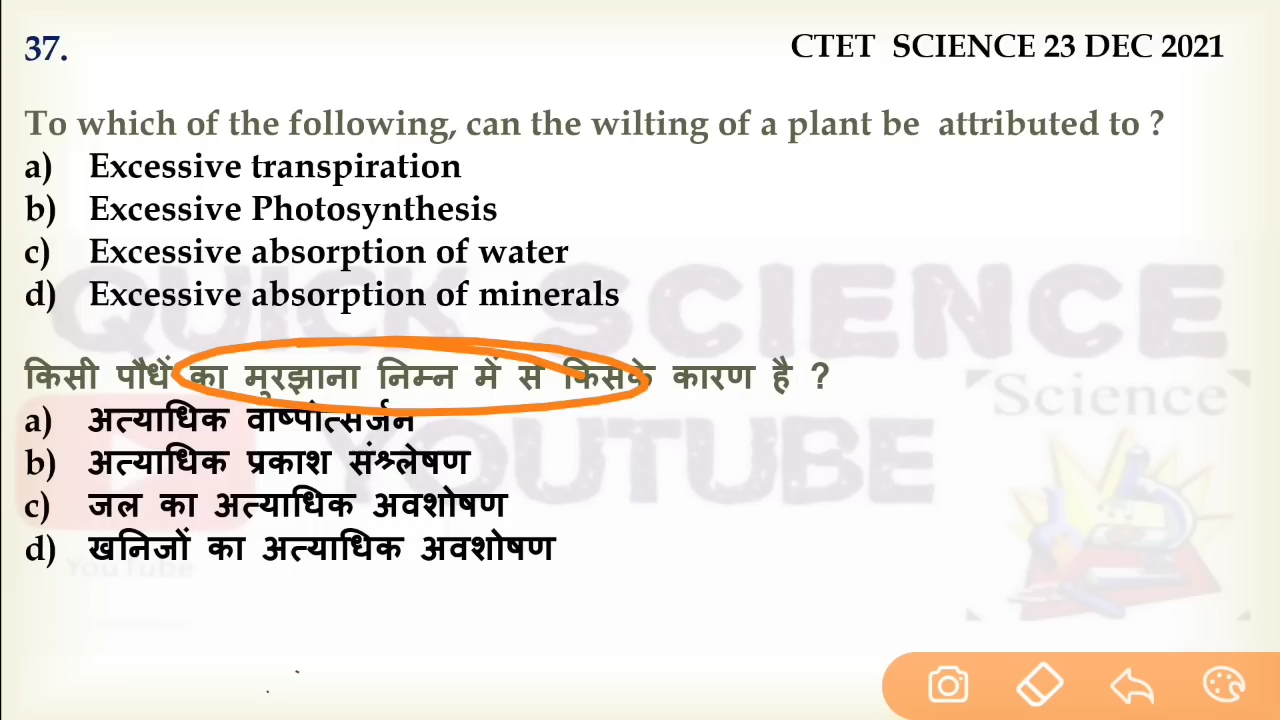 37.
CTET SCIENCE 23 DEC 2021
To which of the following, can the wilting of a plant be attributed to ?
a) Excessive transpiration
b) Excessive Photosynthesis
c) Excessive absorption of water
d) Excessive absorption of minerals
QUICK SCIENCE
किसी पौधें का मुरझाना निम्न में से किसके कारण है ?
Science
a) अत्याधिक वाष्पोत्सर्जन
b) अत्याधिक प्रकाश संश्लेषण
YOUTUBE
c) जल का अत्याधिक अवशोषण
d) खनिजों का अत्याधिक अवशोषण
YouTube